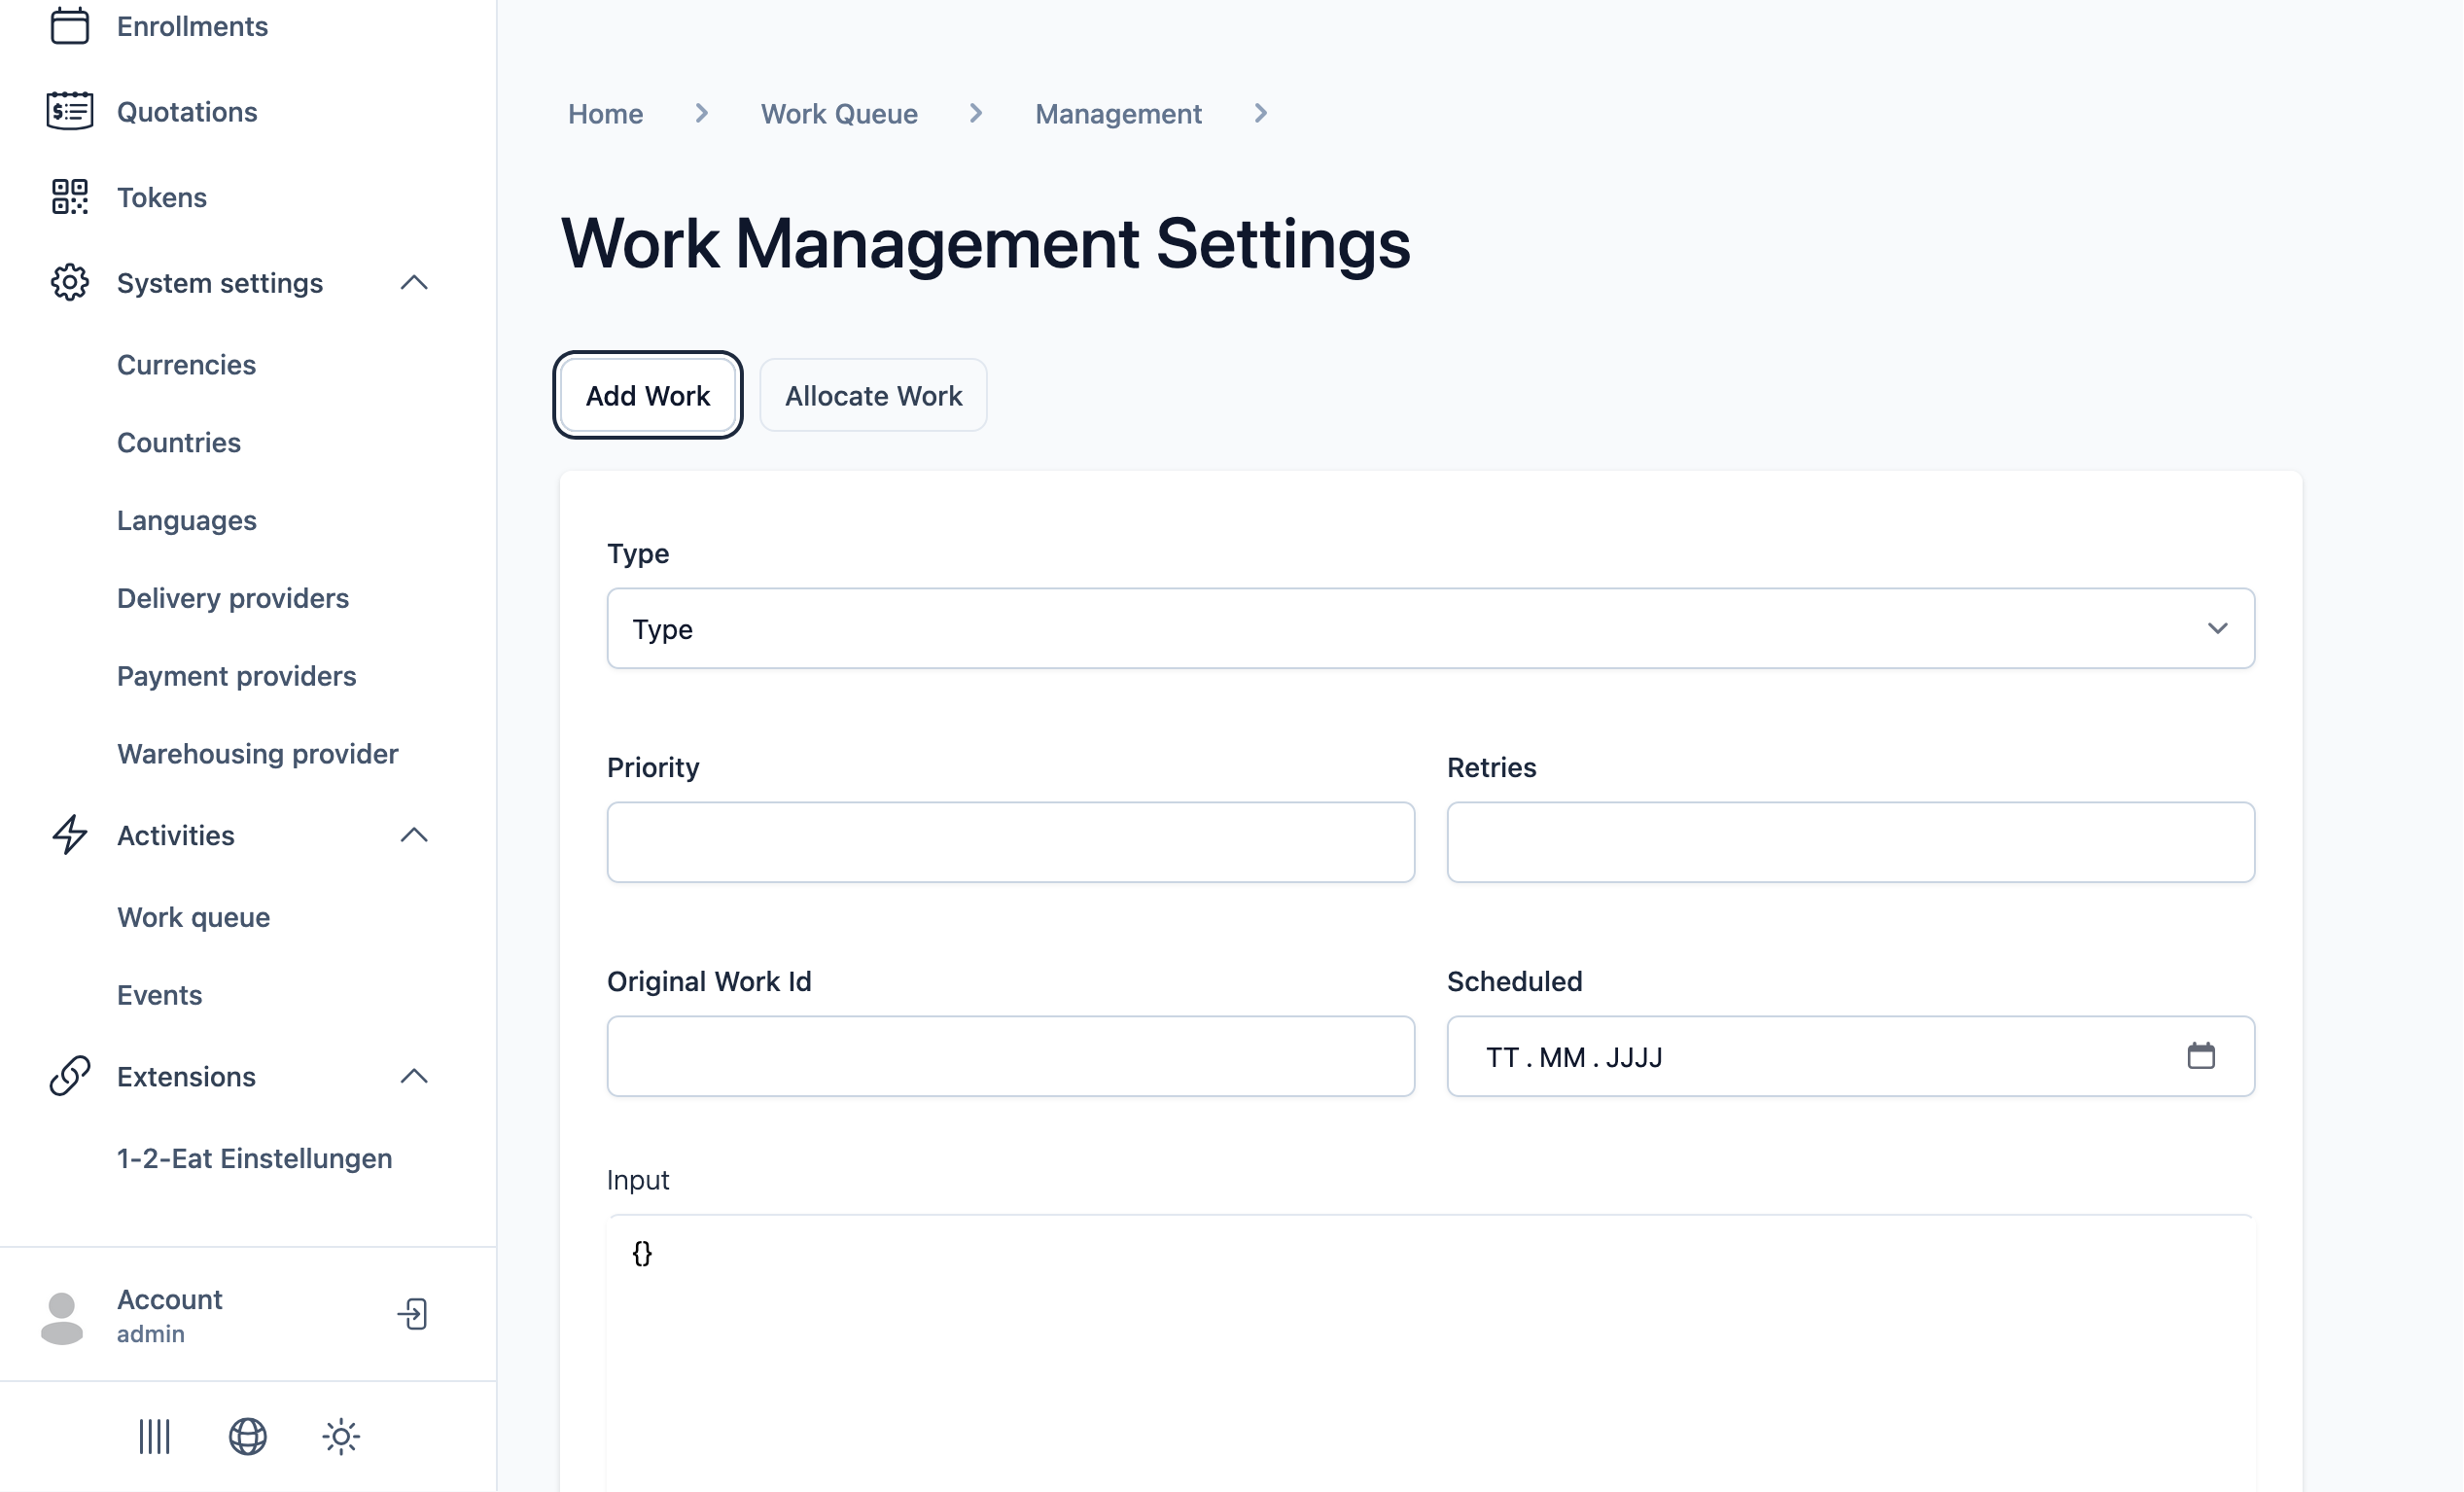 Enrollments
Quotations
Tokens
System settings
Currencies
Countries
Languages
Delivery providers
Payment providers
Warehousing provider
Activities
Work queue
Events
Extensions
1-2-Eat Einstellungen
Account
admin
Home
Work Queue
Management
Work Management Settings
Add Work
Allocate Work
Type
Type
Priority
Retries
Original Work Id
Scheduled
TT . MM . JJJJ
Input
{}